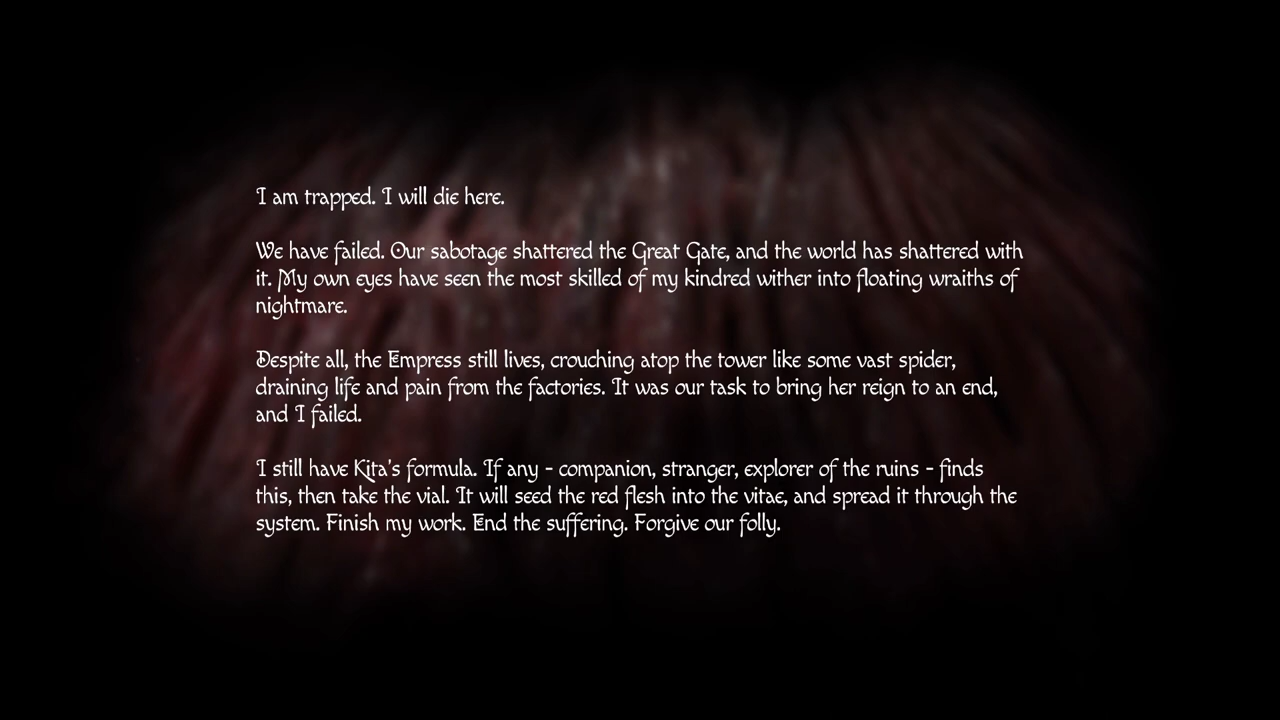 I am trapped. I will die here.
We have failed. Our sabotage shattered the Great Gate, and the world has shattered with
it. My own eyes have seen the most skilled of my kindred wither into floating wraiths of
nightmare.
Despite all, the Empress still lives, crouching atop the tower like some vast spider,
draining life and pain from the factories. It was our task to bring her reign to an end,
and I failed.
I still have Kita's formula. If any - companion, stranger, explorer of the ruins - finds
this, then take the vial. It will seed the red flesh into the vitae, and spread it through the
system. Finish my work. End the suffering. Forgive our folly.